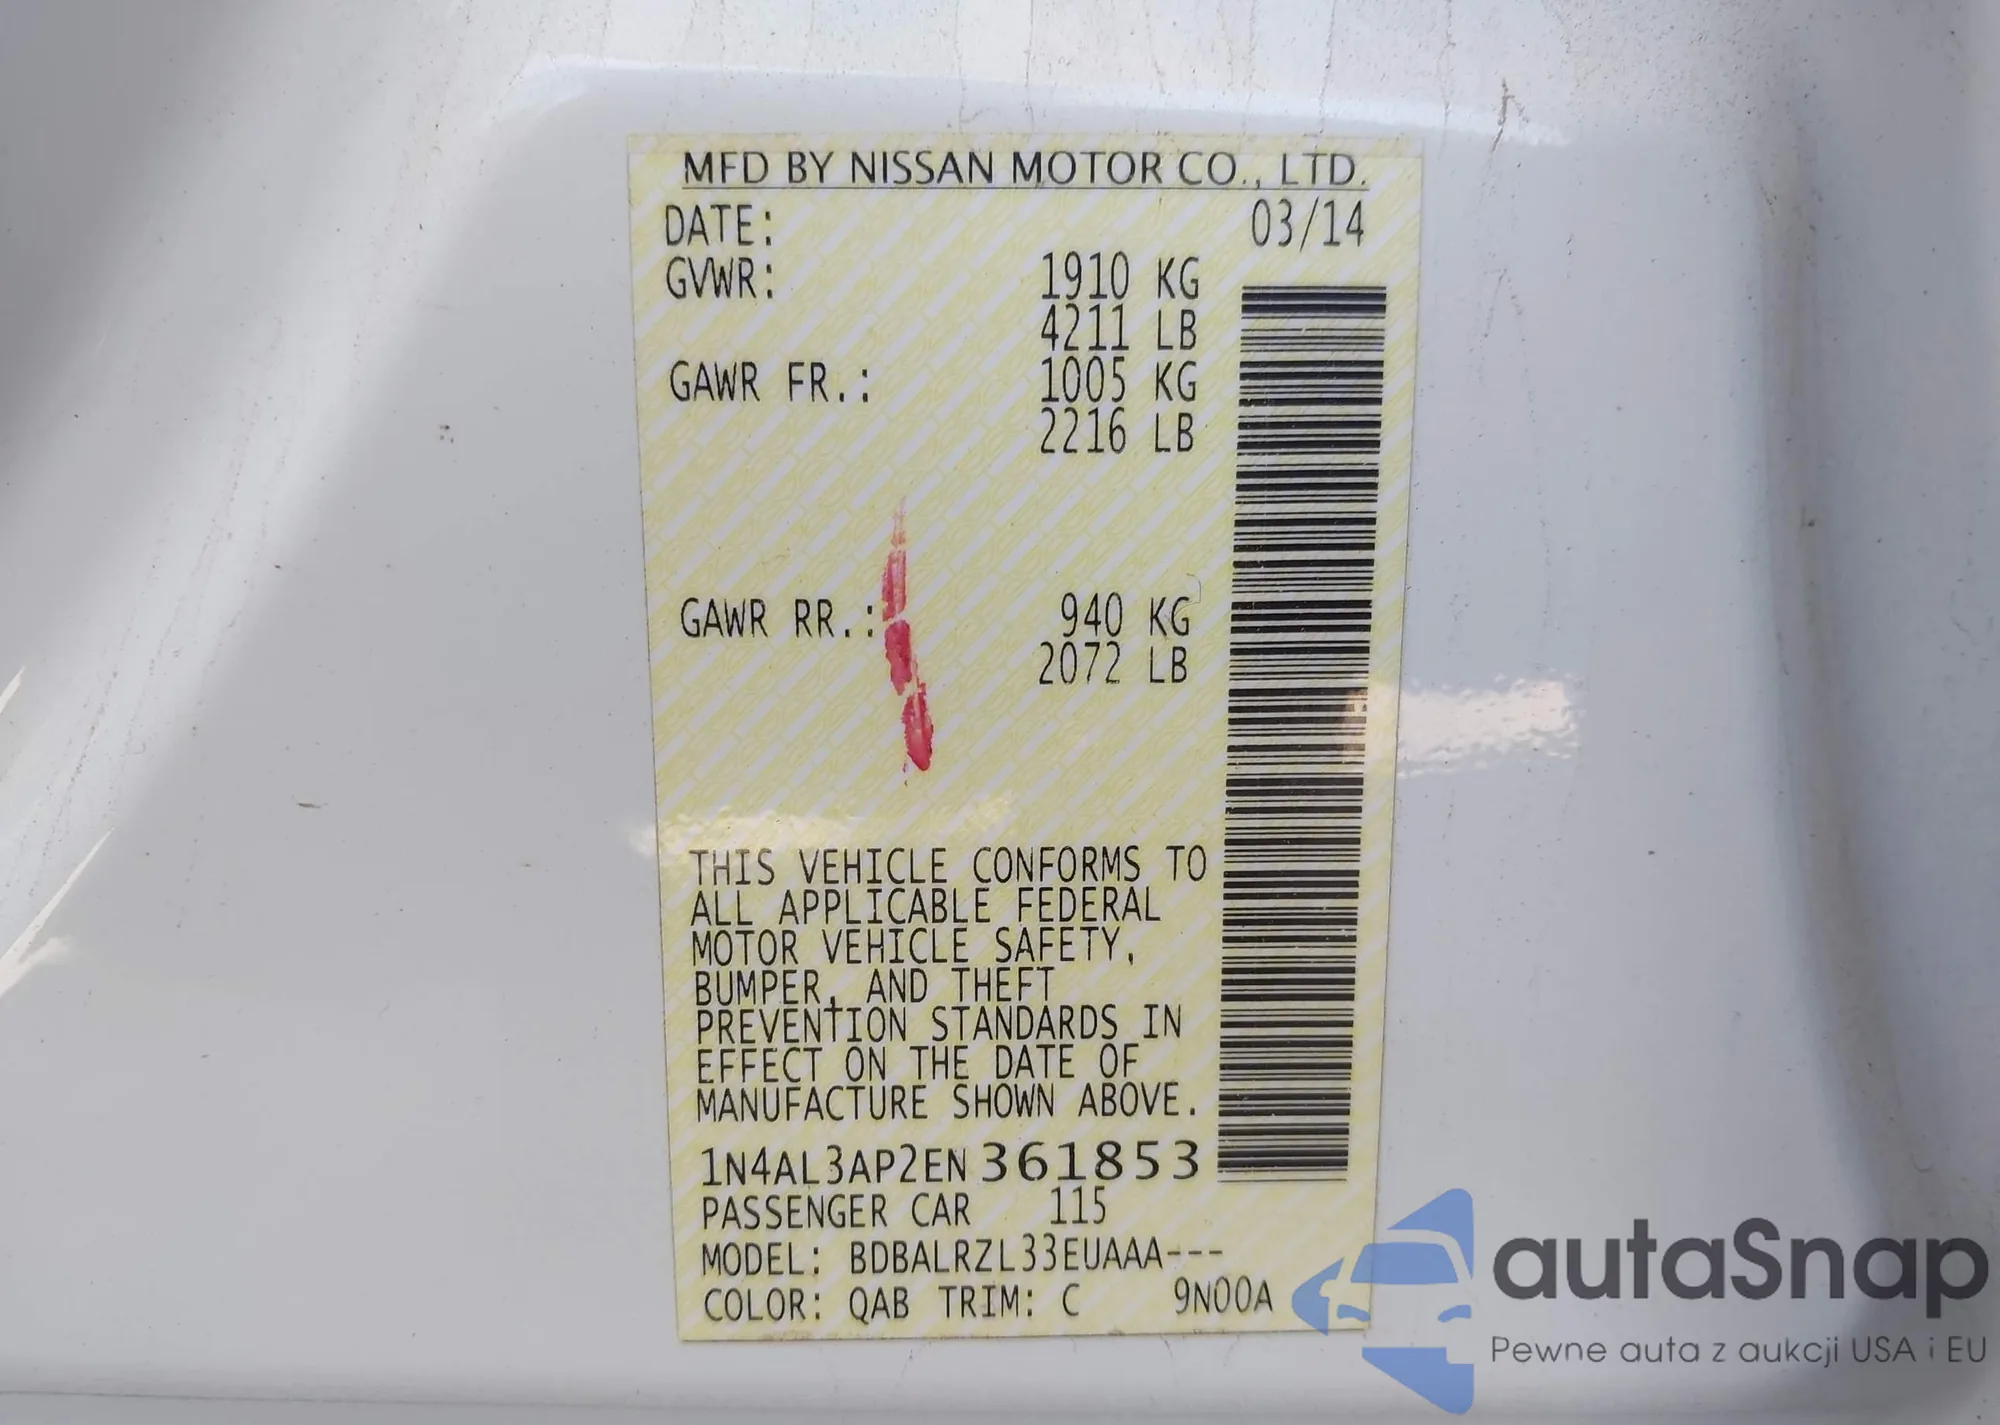 MFD BY NISSAN MOTOR CO., LTD.
DATE: 03/14
GVWR: 1910 KG
4211 LB
GAWR FR.: 1005 KG
2216 LB
GAWR RR.: 940 KG
2072 LB
THIS VEHICLE CONFORMS TO
ALL APPLICABLE FEDERAL
MOTOR VEHICLE SAFETY,
BUMPER, AND THEFT
PREVENTION STANDARDS IN
EFFECT ON THE DATE OF
MANUFACTURE SHOWN ABOVE.
1N4AL3AP2EN361853
PASSENGER CAR 115
MODEL: BDBALRZL33EUAAA---
COLOR: QAB TRIM: C 9N00A
autaSnap
Pewne auta z aukcji USA i EU